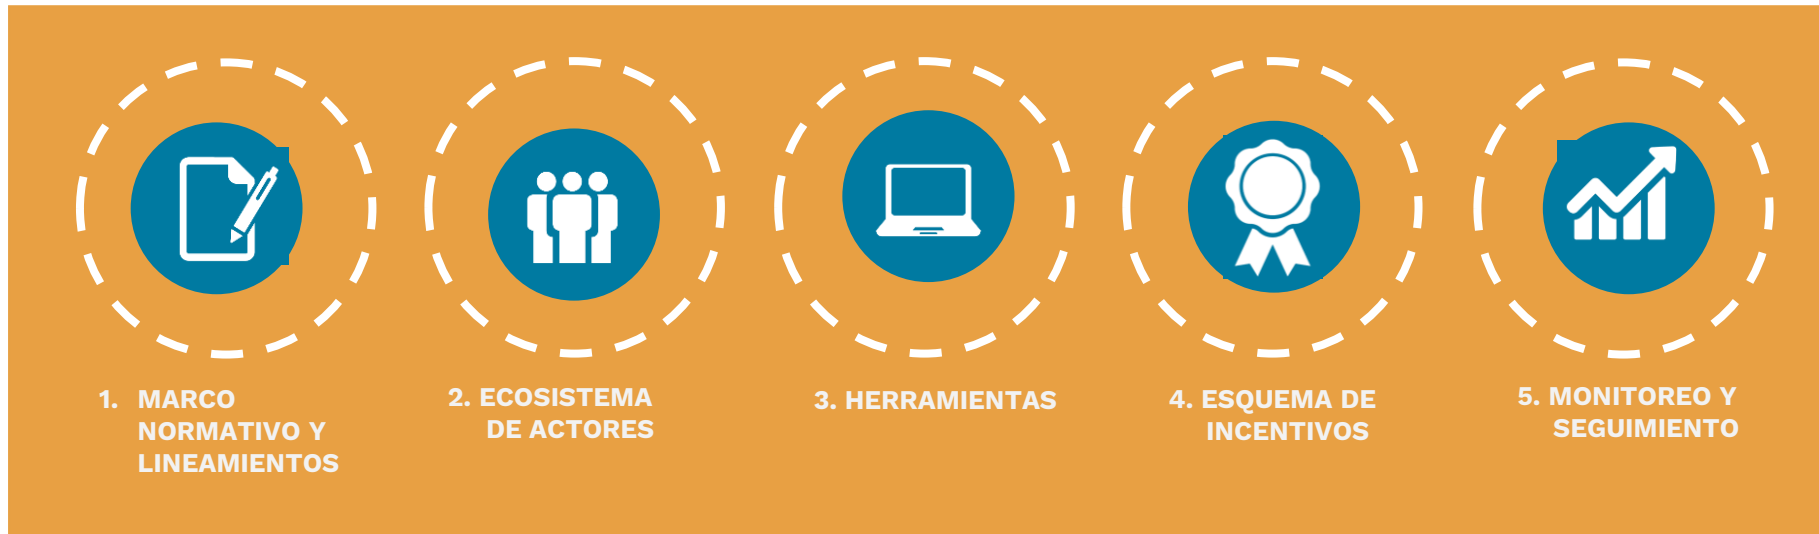 1. MARCO
NORMATIVO Y
LINEAMIENTOS
2. ECOSISTEMA
DE ACTORES
3. HERRAMIENTAS
4. ESQUEMA DE
INCENTIVOS
5. MONITOREO Y
SEGUIMIENTO